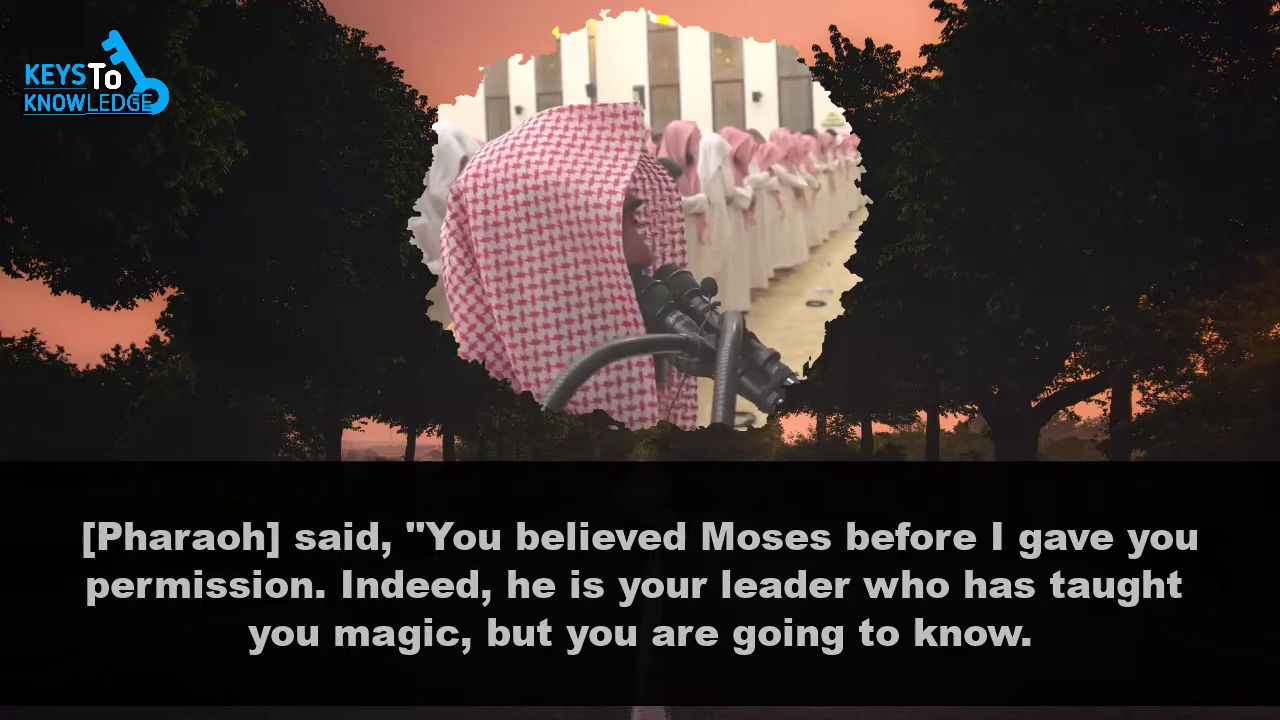 KEYS To
KNOWLEDGE
[Pharaoh] said, "You believed Moses before I gave you
permission. Indeed, he is your leader who has taught
you magic, but you are going to know.